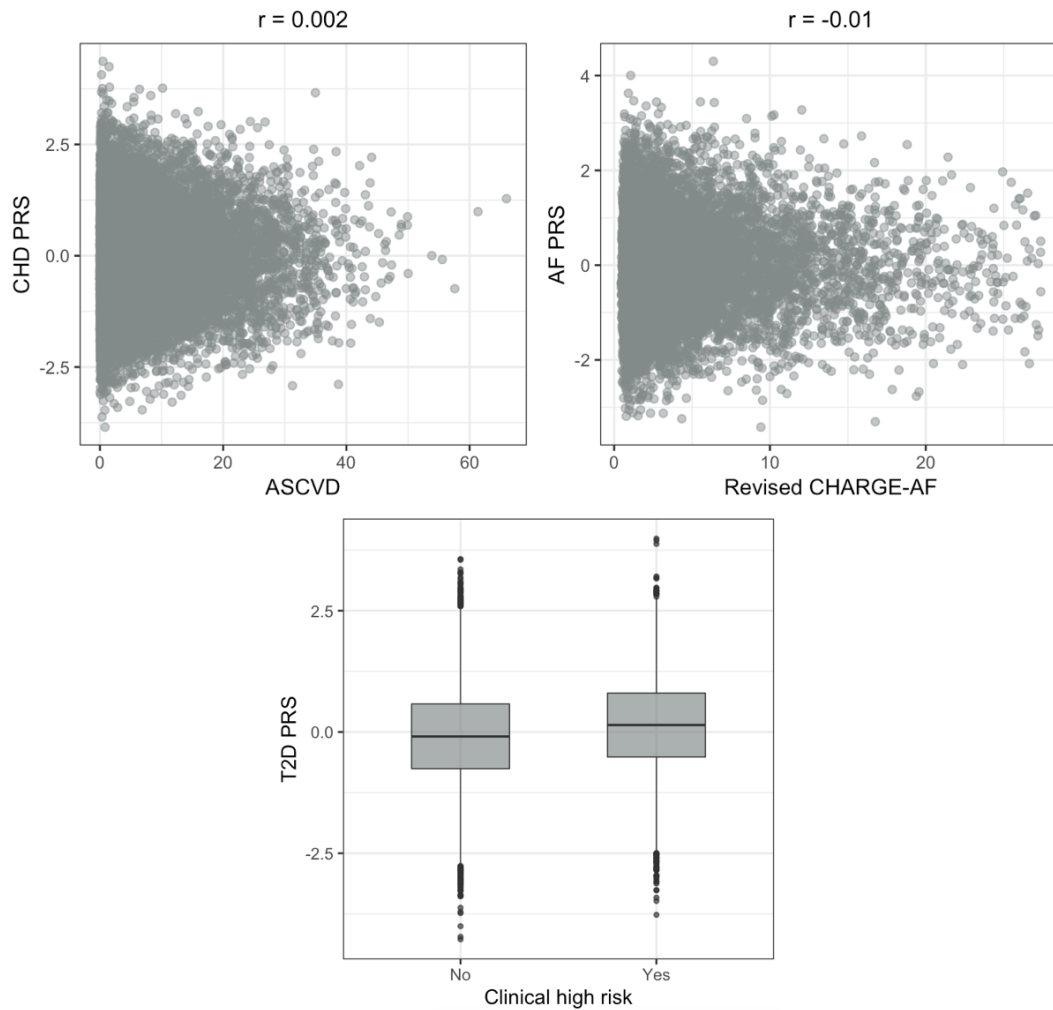 r = 0.002
CHD PRS
2.5
0.0
-2.5
0
20
40
60
ASCVD
r = -0.01
AF PRS
4
2
0
-2
0
10
20
Revised CHARGE-AF
T2D PRS
2.5
0.0
-2.5
No
Yes
Clinical high risk